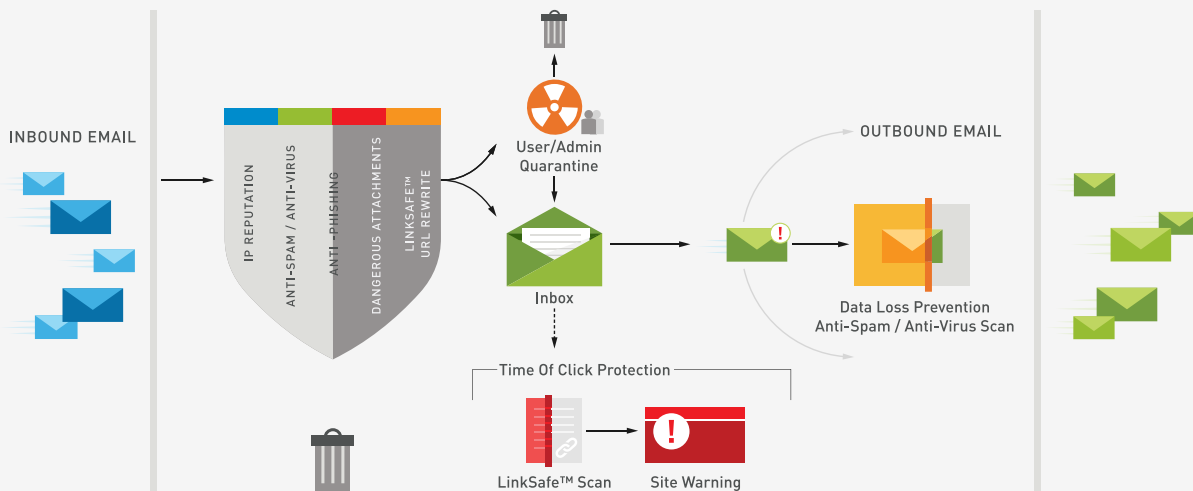 INBOUND EMAIL
IP REPUTATION
ANTI-SPAM / ANTI-VIRUS
ANTI -PHISHING
DANGEROUS ATTACHMENTS
LINKSAFE™
URL REWRITE
User/Admin
Quarantine
Inbox
OUTBOUND EMAIL
!
Data Loss Prevention
Anti-Spam / Anti-Virus Scan
Time Of Click Protection
!
LinkSafe™ Scan
Site Warning